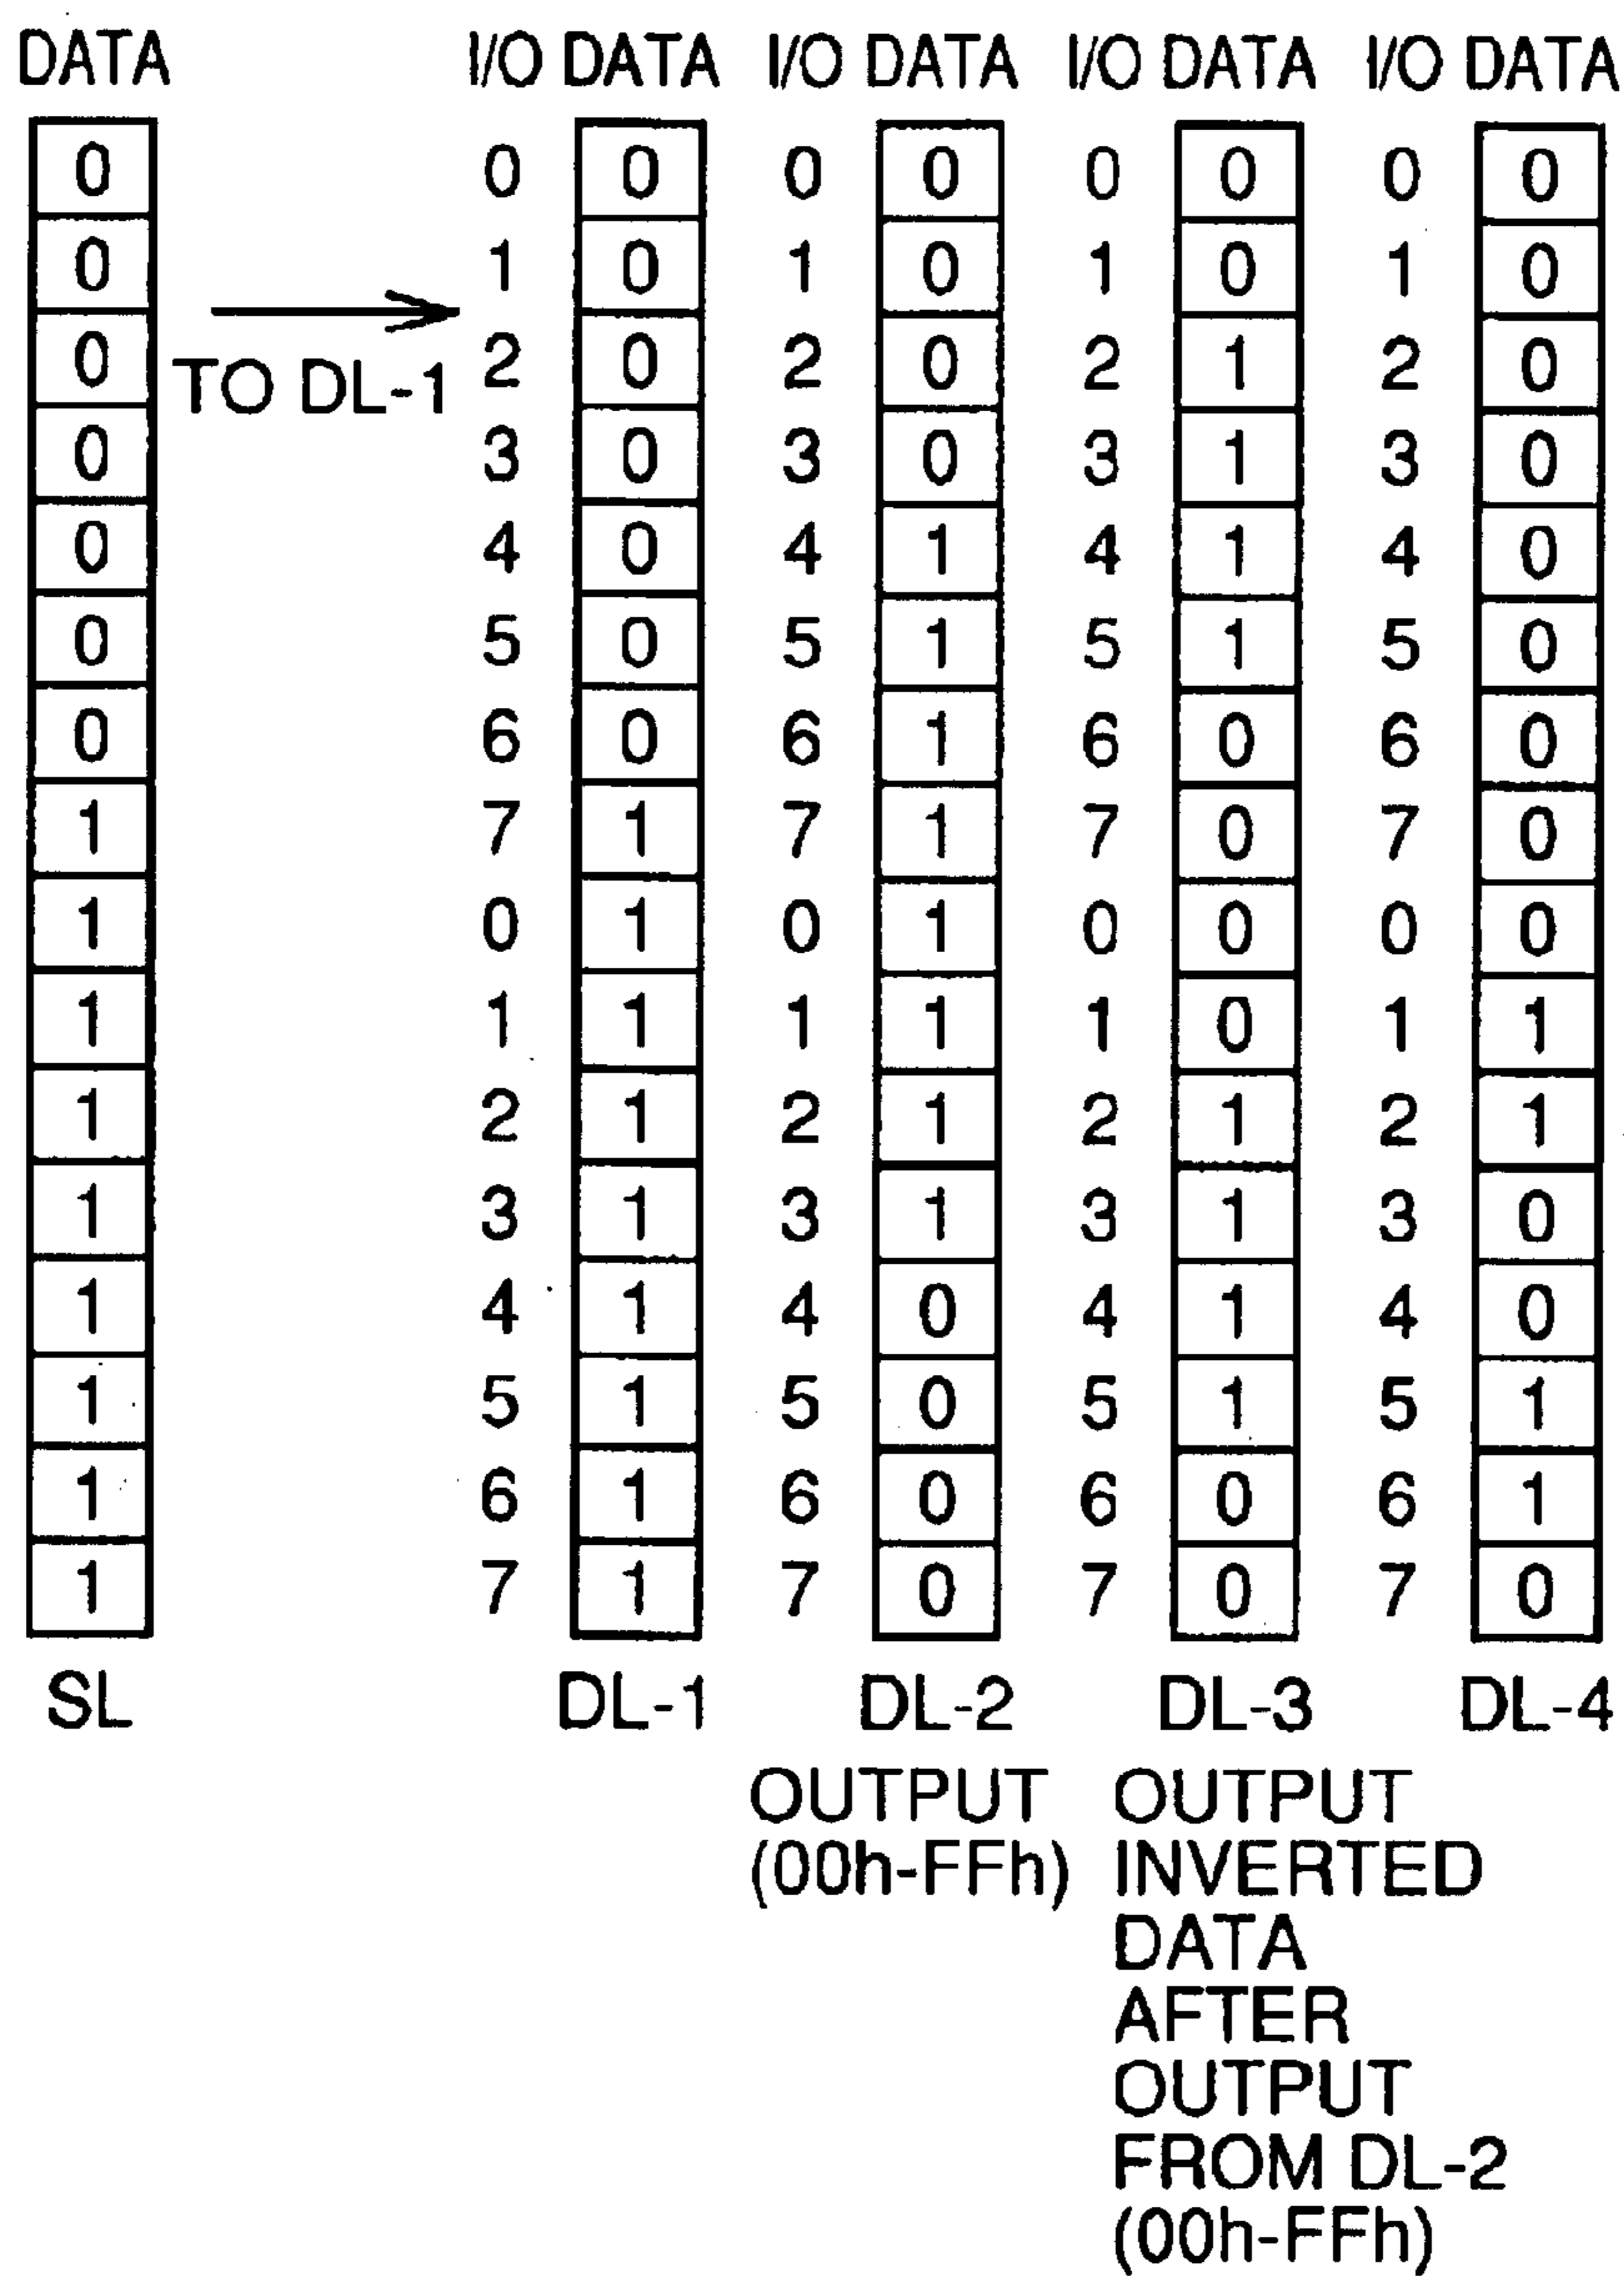 DATA I/O DATA I/O DATA I/O DATA I/O DATA
0 0 0 0 0 0 0 0 0
0 1 0 1 0 1 0 1 0
0 2 0 2 0 2 1 2 0
TO DL-1
0 3 0 3 0 3 1 3 0
0 4 0 4 1 4 1 4 0
0 5 0 5 1 5 1 5 0
0 6 0 6 1 6 0 6 0
1 7 1 7 1 7 0 7 0
1 0 1 0 1 0 0 0 0
1 1 1 1 1 1 0 1 1
1 2 1 2 1 2 1 2 1
1 3 1 3 1 3 1 3 0
1 4 1 4 0 4 1 4 0
1 5 1 5 0 5 1 5 1
1 6 1 6 0 6 0 6 1
1 7 1 7 0 7 0 7 0
SL DL-1 DL-2 DL-3 DL-4
OUTPUT
(00h-FFh)
OUTPUT
INVERTED
DATA
AFTER
OUTPUT
FROM DL-2
(00h-FFh)